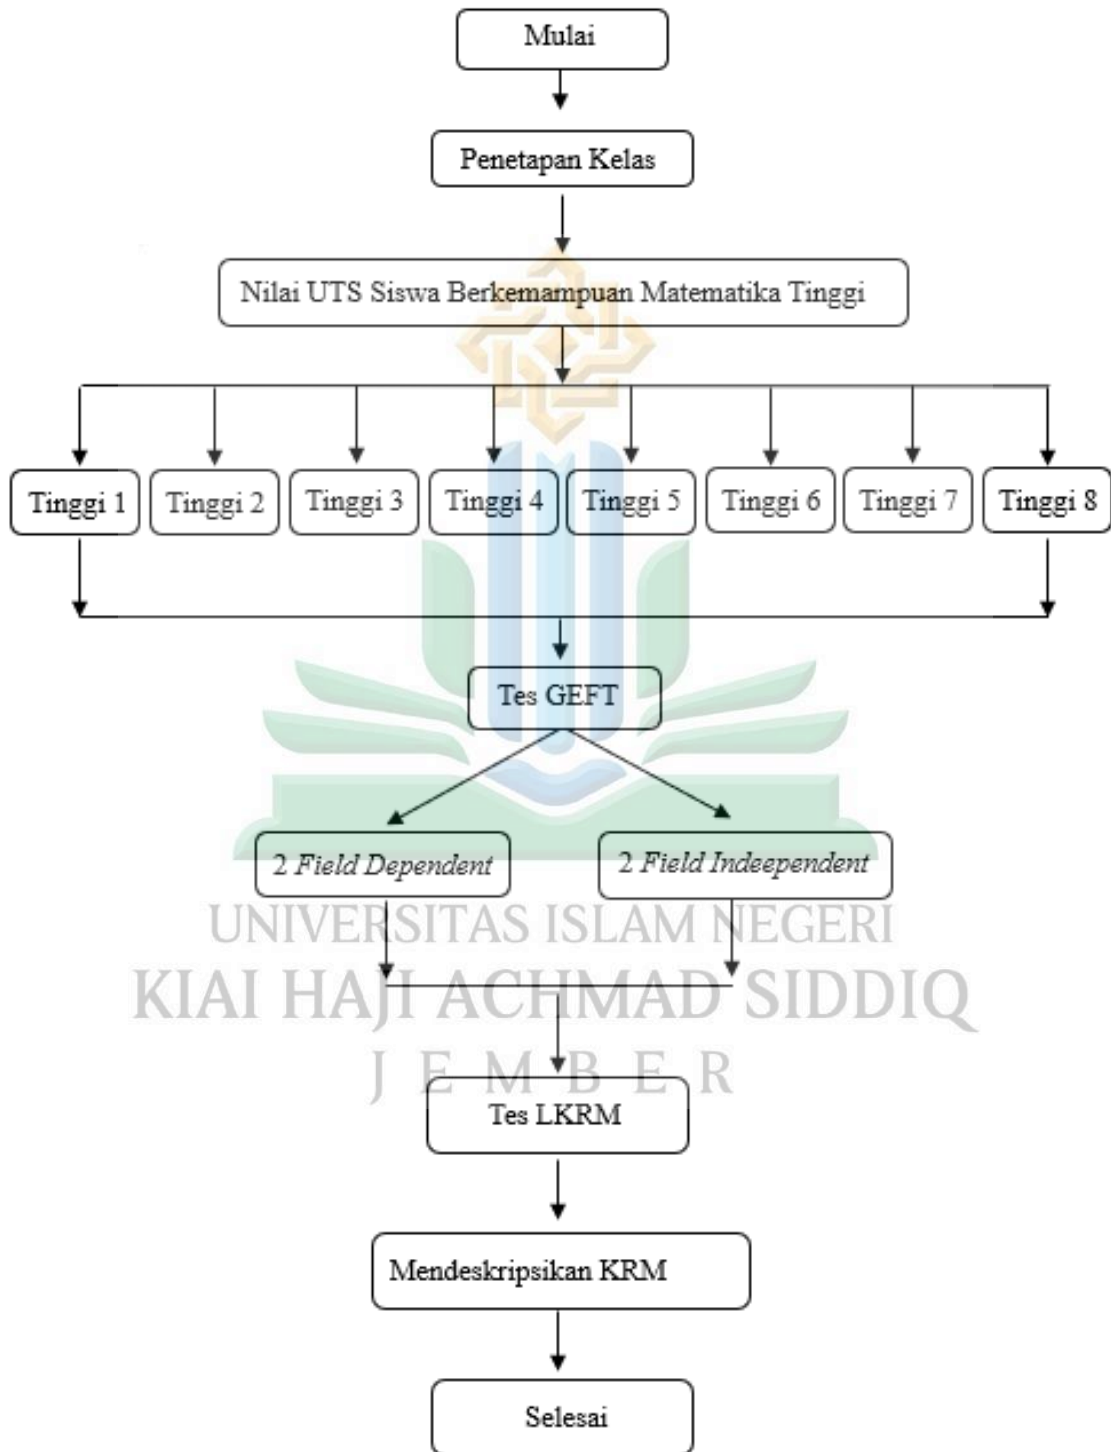 Mulai
Penetapan Kelas
Nilai UTS Siswa Berkemampuan Matematika Tinggi
Tinggi 1
Tinggi 2
Tinggi 3
Tinggi 4
Tinggi 5
Tinggi 6
Tinggi 7
Tinggi 8
Tes GEFT
2 Field Dependent
2 Field Indeependent
UNIVERSITAS ISLAM NEGERI
KIAI HAJI ACHMAD SIDDIQ
J E M B E R
Tes LKRM
Mendeskripsikan KRM
Selesai